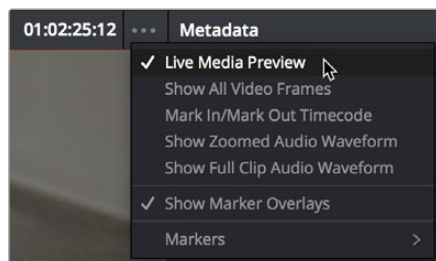 01:02:25:12 ••• Metadata
✓ Live Media Preview
Show All Video Frames
Mark In/Mark Out Timecode
Show Zoomed Audio Waveform
Show Full Clip Audio Waveform
✓ Show Marker Overlays
Markers >